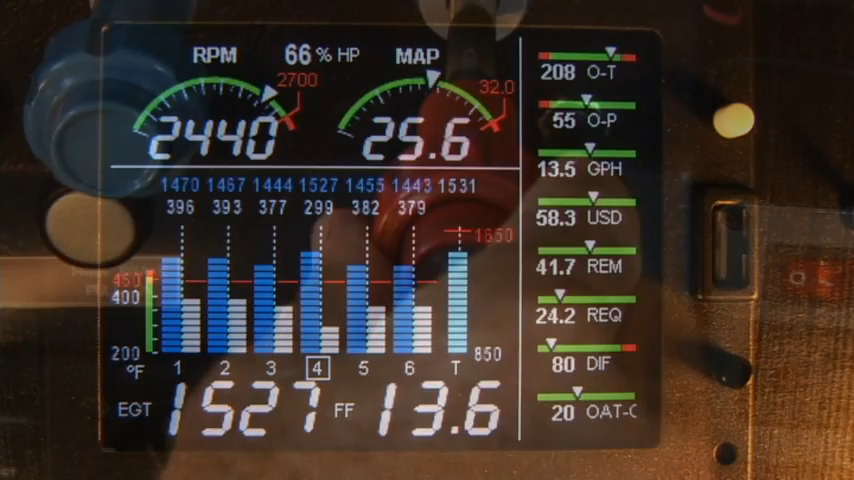 RPM 66 % HP MAP
2700 32.0
2440 25.6
1470 1467 1444 1527 1455 1443 1531
396 393 377 299 382 379
1650
450
400
200 850
°F 1 2 3 4 5 6 T
EGT 1527 FF 13.6
208 O-T
55 O-P
13.5 GPH
58.3 USD
41.7 REM
24.2 REQ
80 DIF
20 OAT-C